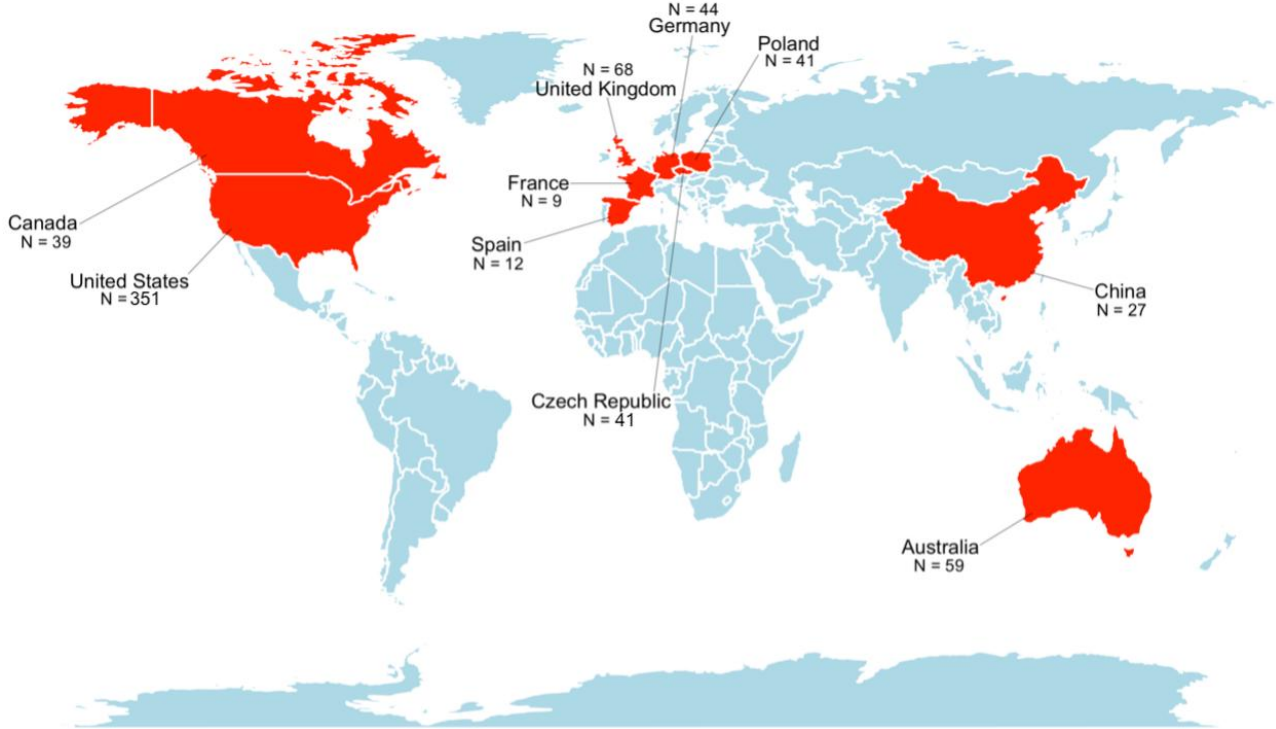 N = 44
Germany
Poland
N = 41
N = 68
United Kingdom
France
N = 9
Canada
N = 39
Spain
N = 12
United States
N = 351
China
N = 27
Czech Republic
N = 41
Australia
N = 59